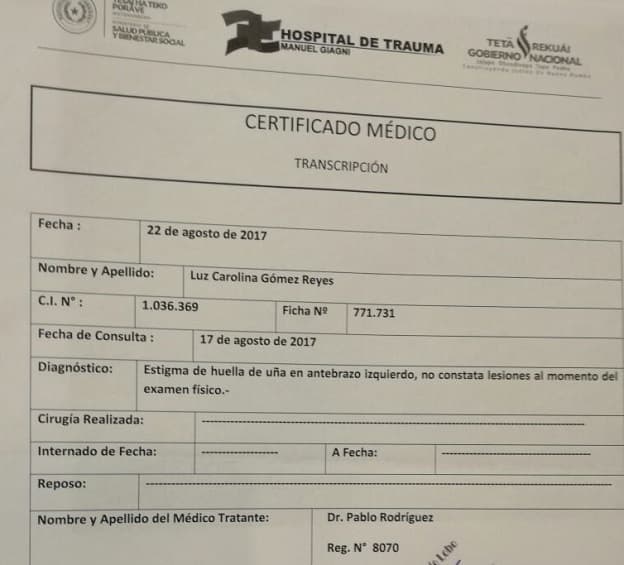 TESÃI HA TEKO
PORÃVE
SALUD PÚBLICA
Y BIENESTAR SOCIAL
HOSPITAL DE TRAUMA
MANUEL GIAGNI
TETÃ REKUÁI
GOBIERNO NACIONAL
CERTIFICADO MÉDICO
TRANSCRIPCIÓN
Fecha : 22 de agosto de 2017
Nombre y Apellido: Luz Carolina Gómez Reyes
C.I. N° : 1.036.369 Ficha Nº 771.731
Fecha de Consulta : 17 de agosto de 2017
Diagnóstico: Estigma de huella de uña en antebrazo izquierdo, no constata lesiones al momento del
examen físico.-
Cirugía Realizada:
Internado de Fecha: A Fecha:
Reposo:
Nombre y Apellido del Médico Tratante: Dr. Pablo Rodríguez
Reg. N° 8070